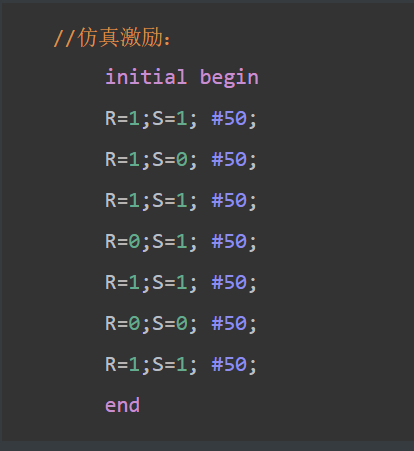 //仿真激励:
initial begin
R=1;S=1; #50;
R=1;S=0; #50;
R=1;S=1; #50;
R=0;S=1; #50;
R=1;S=1; #50;
R=0;S=0; #50;
R=1;S=1; #50;
end